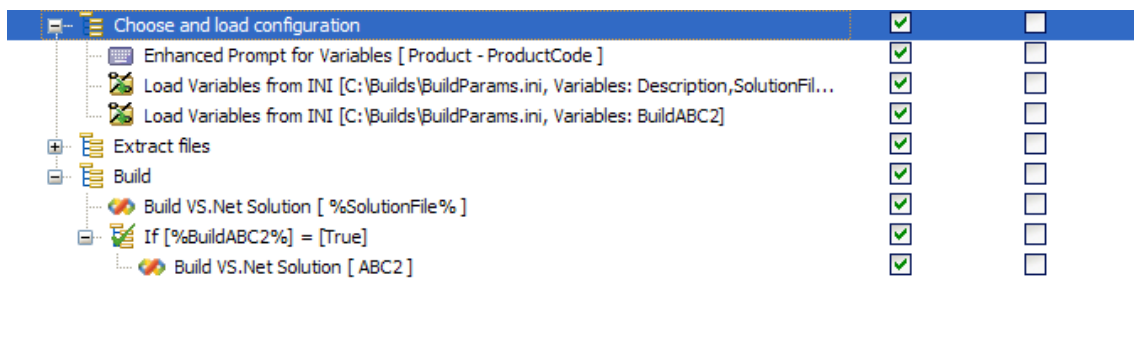 Choose and load configuration
Enhanced Prompt for Variables [ Product - ProductCode ]
Load Variables from INI [C:\Builds\BuildParams.ini, Variables: Description,SolutionFil...
Load Variables from INI [C:\Builds\BuildParams.ini, Variables: BuildABC2]
Extract files
Build
Build VS.Net Solution [ %SolutionFile% ]
If [%BuildABC2%] = [True]
Build VS.Net Solution [ ABC2 ]